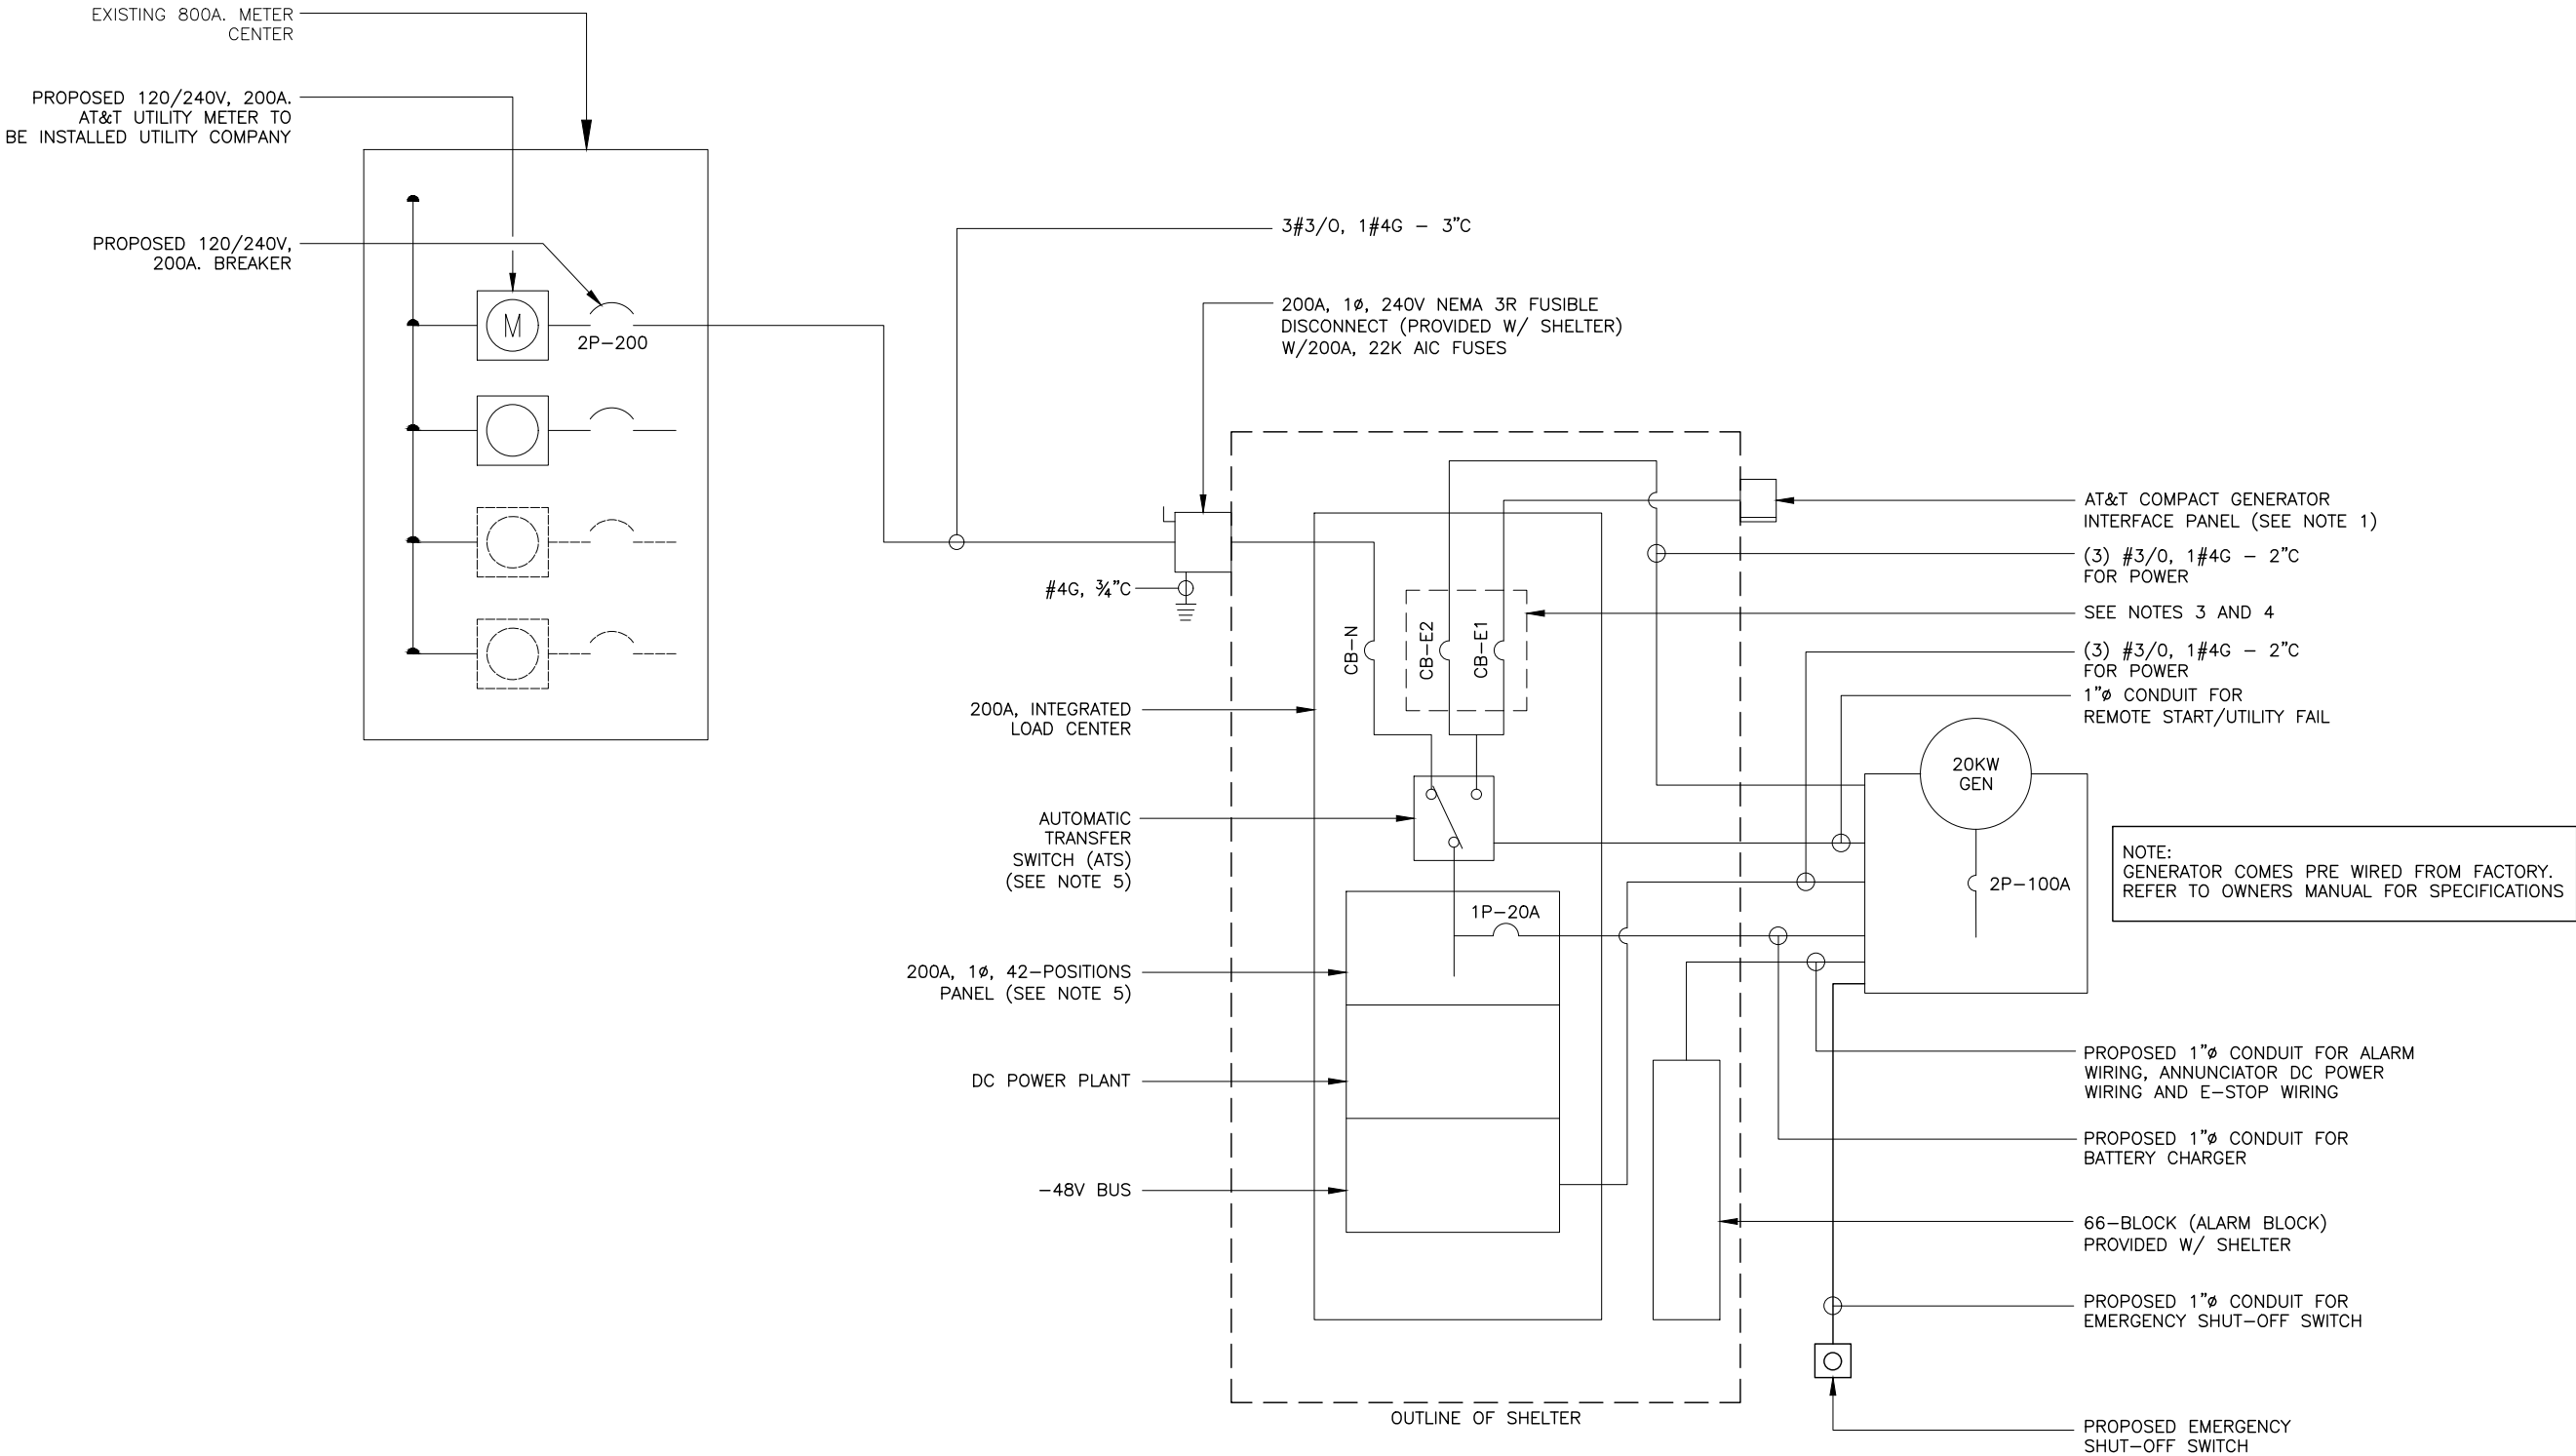 EXISTING 800A. METER
CENTER
PROPOSED 120/240V, 200A.
AT&T UTILITY METER TO
BE INSTALLED UTILITY COMPANY
PROPOSED 120/240V,
200A. BREAKER
M
2P-200
3#3/0, 1#4G - 3"C
200A, 1ø, 240V NEMA 3R FUSIBLE
DISCONNECT (PROVIDED W/ SHELTER)
W/200A, 22K AIC FUSES
#4G, ¾"C
CB-N
CB-E2
CB-E1
200A, INTEGRATED
LOAD CENTER
AUTOMATIC
TRANSFER
SWITCH (ATS)
(SEE NOTE 5)
1P-20A
200A, 1ø, 42-POSITIONS
PANEL (SEE NOTE 5)
DC POWER PLANT
-48V BUS
OUTLINE OF SHELTER
AT&T COMPACT GENERATOR
INTERFACE PANEL (SEE NOTE 1)
(3) #3/0, 1#4G - 2"C
FOR POWER
SEE NOTES 3 AND 4
(3) #3/0, 1#4G - 2"C
FOR POWER
1"ø CONDUIT FOR
REMOTE START/UTILITY FAIL
20KW
GEN
2P-100A
NOTE:
GENERATOR COMES PRE WIRED FROM FACTORY.
REFER TO OWNERS MANUAL FOR SPECIFICATIONS
PROPOSED 1"ø CONDUIT FOR ALARM
WIRING, ANNUNCIATOR DC POWER
WIRING AND E-STOP WIRING
PROPOSED 1"ø CONDUIT FOR
BATTERY CHARGER
66-BLOCK (ALARM BLOCK)
PROVIDED W/ SHELTER
PROPOSED 1"ø CONDUIT FOR
EMERGENCY SHUT-OFF SWITCH
PROPOSED EMERGENCY
SHUT-OFF SWITCH